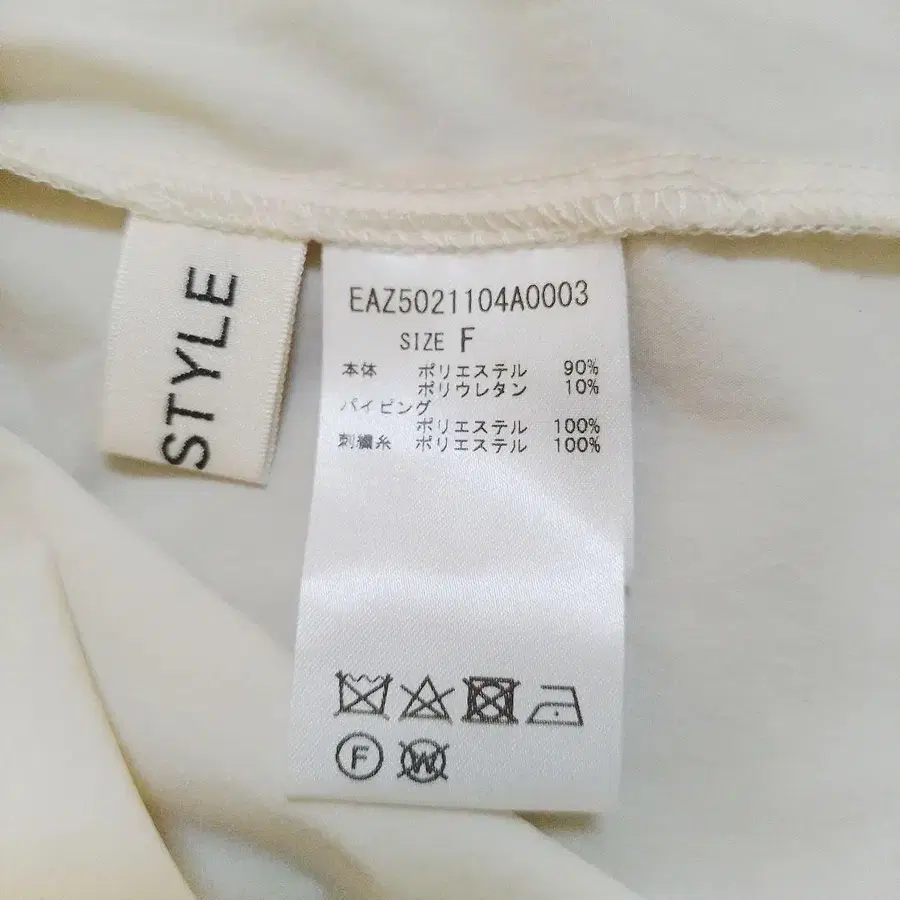 STYLE
EAZ5021104A0003
SIZE F
本体 ポリエステル 90%
ポリウレタン 10%
パイピング
ポリエステル 100%
刺繍糸 ポリエステル 100%
F W